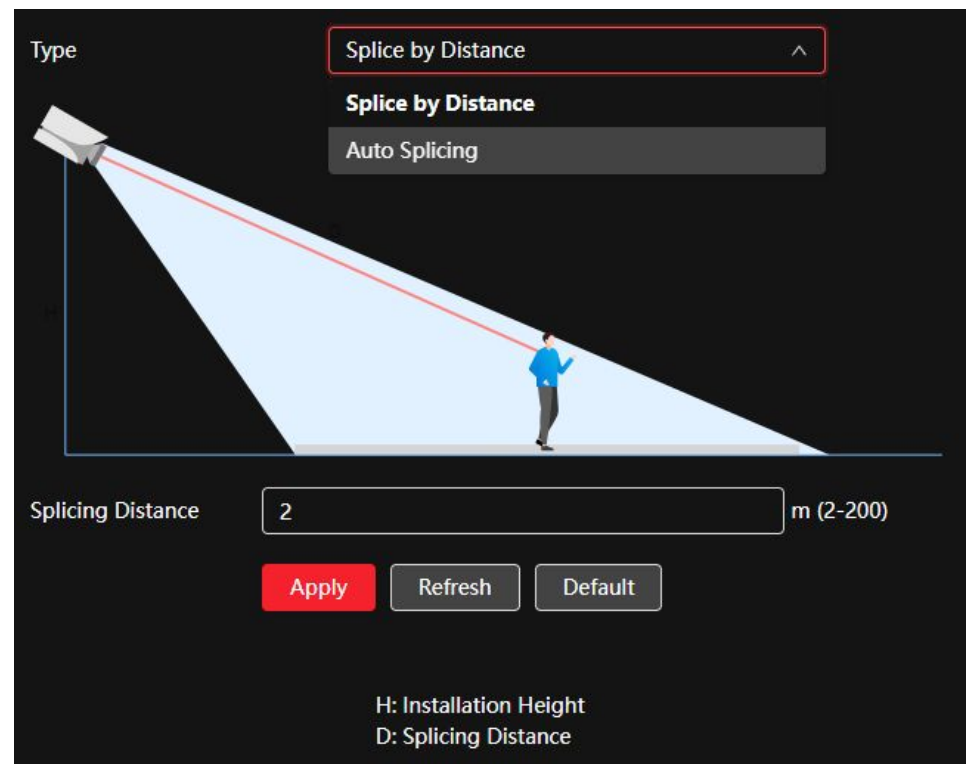 Type
Splice by Distance
Splice by Distance
Auto Splicing
D
H
Splicing Distance
2
m (2-200)
Apply
Refresh
Default
H: Installation Height
D: Splicing Distance